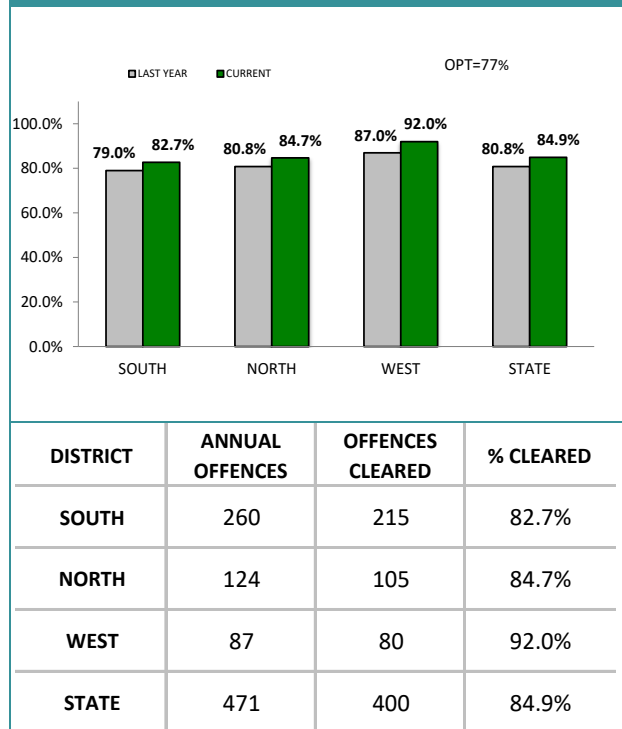 LAST YEAR CURRENT OPT=77%
100.0%
80.0%
60.0%
40.0%
20.0%
0.0%
79.0% 82.7% 80.8% 84.7% 87.0% 92.0% 80.8% 84.9%
SOUTH NORTH WEST STATE
DISTRICT ANNUAL OFFENCES OFFENCES CLEARED % CLEARED
SOUTH 260 215 82.7%
NORTH 124 105 84.7%
WEST 87 80 92.0%
STATE 471 400 84.9%